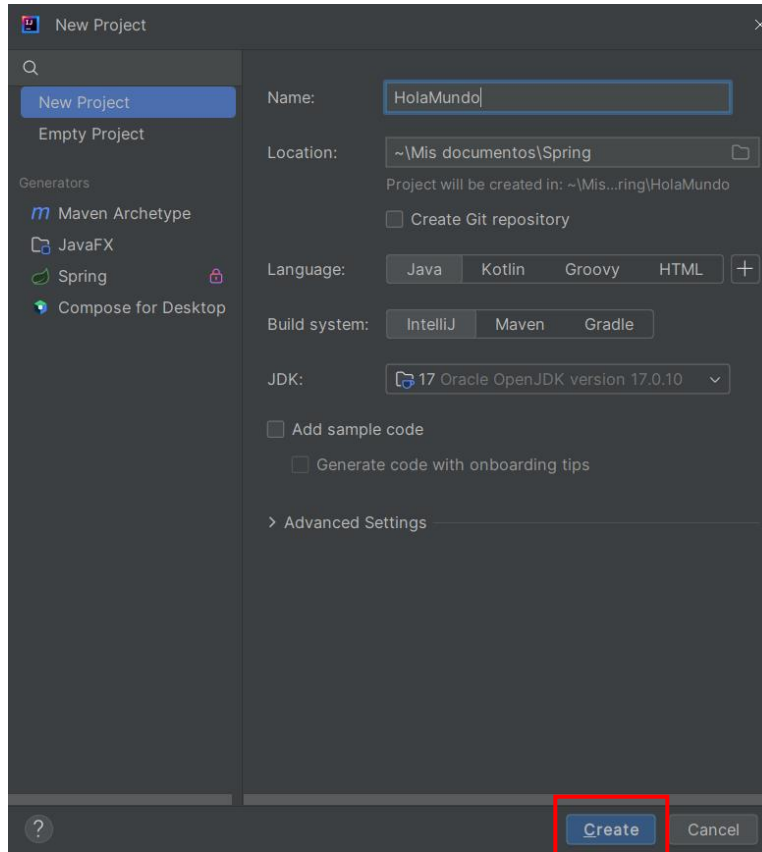 New Project
New Project
Empty Project
Generators
Maven Archetype
JavaFX
Spring
Compose for Desktop
Name: HolaMundo
Location: ~\Mis documentos\Spring
Project will be created in: ~\Mis...ring\HolaMundo
Create Git repository
Language: Java Kotlin Groovy HTML +
Build system: IntelliJ Maven Gradle
JDK: 17 Oracle OpenJDK version 17.0.10
Add sample code
Generate code with onboarding tips
Advanced Settings
? Create Cancel